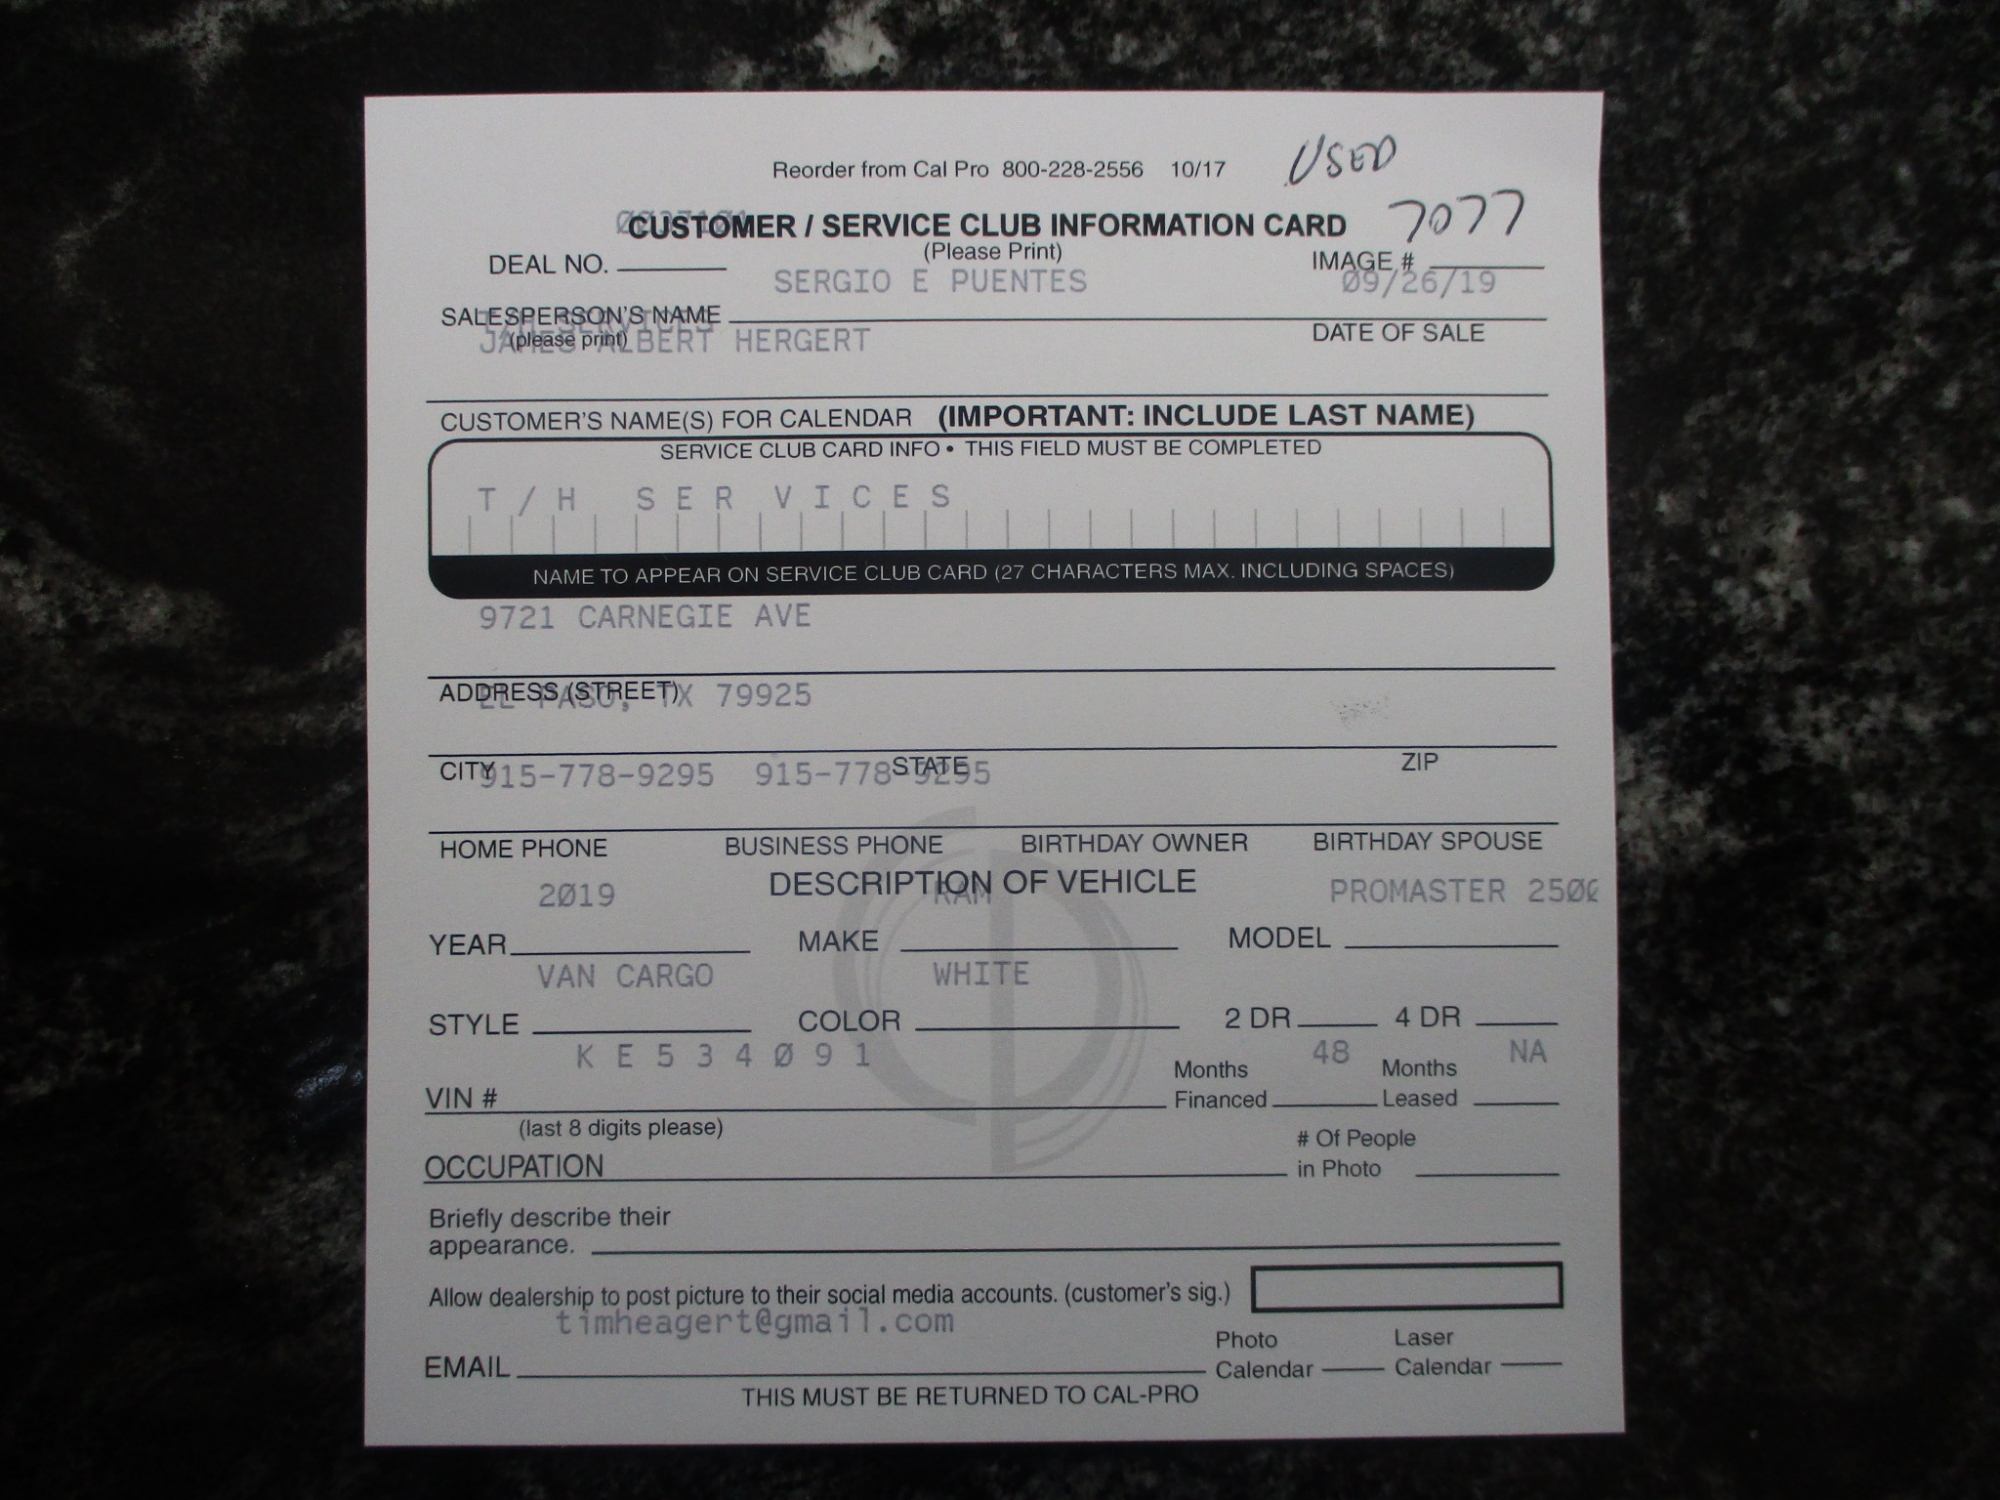 Reorder from Cal Pro 800-228-2556 10/17 USED
CUSTOMER / SERVICE CLUB INFORMATION CARD 7077
(Please Print)
DEAL NO. IMAGE #
SERGIO E PUENTES 09/26/19
SALESPERSON'S NAME
(please print) DATE OF SALE
JAMES ALBERT HERGERT
CUSTOMER'S NAME(S) FOR CALENDAR (IMPORTANT: INCLUDE LAST NAME)
SERVICE CLUB CARD INFO • THIS FIELD MUST BE COMPLETED
T/H SERVICES
NAME TO APPEAR ON SERVICE CLUB CARD (27 CHARACTERS MAX. INCLUDING SPACES)
9721 CARNEGIE AVE
ADDRESS (STREET)
EL PASO, TX 79925
CITY STATE ZIP
915-778-9295 915-778-9295
HOME PHONE BUSINESS PHONE BIRTHDAY OWNER BIRTHDAY SPOUSE
DESCRIPTION OF VEHICLE
2019 RAM PROMASTER 2500
YEAR MAKE MODEL
VAN CARGO WHITE
STYLE COLOR 2 DR 4 DR
KE534091 48 NA
VIN # Months Financed Months Leased
(last 8 digits please)
OCCUPATION # Of People in Photo
Briefly describe their
appearance.
Allow dealership to post picture to their social media accounts. (customer's sig.)
timheagert@gmail.com
EMAIL Photo Calendar Laser Calendar
THIS MUST BE RETURNED TO CAL-PRO